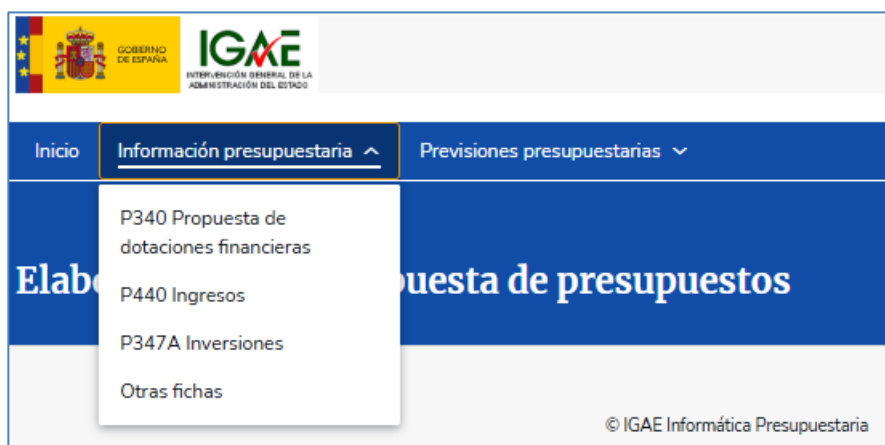 GOBIERNO
DE ESPAÑA
IGAE
INTERVENCIÓN GENERAL DE LA
ADMINISTRACIÓN DEL ESTADO
Inicio
Información presupuestaria
Previsiones presupuestarias
P340 Propuesta de
dotaciones financieras
P440 Ingresos
P347A Inversiones
Otras fichas
Elab
uesta de presupuestos
© IGAE Informática Presupuestaria